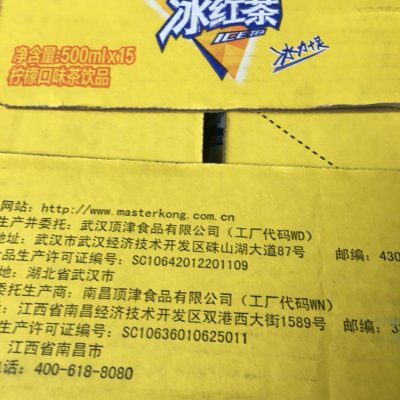 冰红茶
ICE TEA
净含量:500ml x15
柠檬口味茶饮品
网站: http://www.masterkong.com.cn
生产并委托: 武汉顶津食品有限公司(工厂代码WD)
地址: 武汉市武汉经济技术开发区硃山湖大道87号 邮编: 430
品生产许可证编号: SC10642012201109
地: 湖北省武汉市
委托生产商: 南昌顶津食品有限公司(工厂代码WN)
: 江西省南昌经济技术开发区双港西大街1589号 邮编: 3
生产许可证编号: SC10636010625011
: 江西省南昌市
电话: 400-618-8080